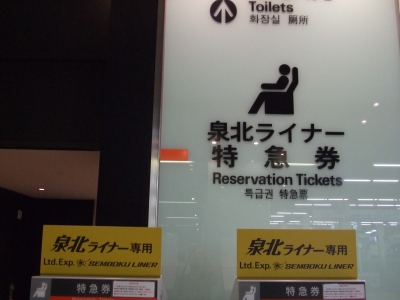 Toilets
화장실 厕所
泉北ライナー
特急券
Reservation Tickets
특급권 特急票
泉北ライナー専用
Ltd.Exp. SEMBOKU LINER
泉北ライナー専用
Ltd.Exp. SEMBOKU LINER
特急券
特急券